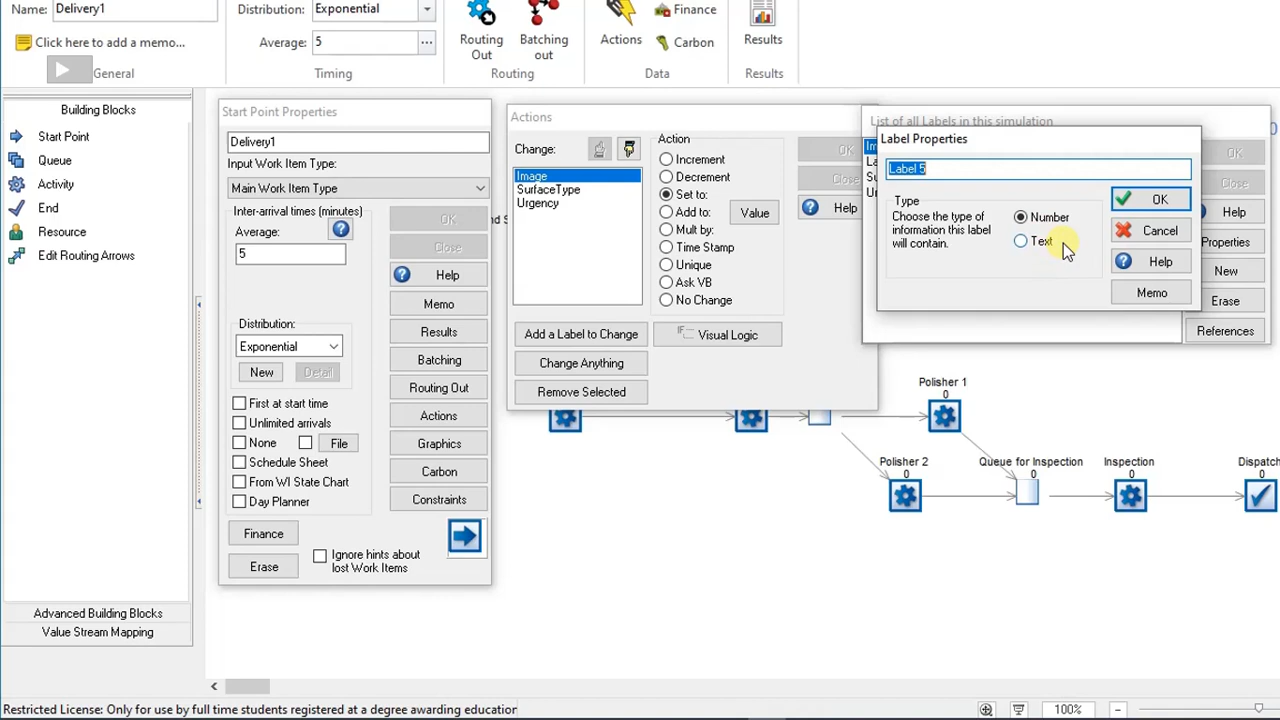 Name: Delivery1
Click here to add a memo...
General
Distribution: Exponential
Average: 5
Timing
Routing Out
Batching out
Routing
Actions
Finance
Carbon
Data
Results
Results
Building Blocks
Start Point
Queue
Activity
End
Resource
Edit Routing Arrows
Advanced Building Blocks
Value Stream Mapping
Start Point Properties
Delivery1
Input Work Item Type:
Main Work Item Type
Inter-arrival times (minutes)
Average:
5
Distribution:
Exponential
New
Detail
First at start time
Unlimited arrivals
None
File
Schedule Sheet
From WI State Chart
Day Planner
Finance
Erase
Ignore hints about
lost Work Items
OK
Close
Help
Memo
Results
Batching
Routing Out
Actions
Graphics
Carbon
Constraints
Actions
Change:
Image
SurfaceType
Urgency
Action
Increment
Decrement
Set to:
Add to:
Mult by:
Time Stamp
Unique
Ask VB
No Change
Value
OK
Close
Help
Add a Label to Change
IF Visual Logic
Change Anything
Remove Selected
List of all Labels in this simulation
OK
Close
Help
Properties
New
Erase
References
Label Properties
Label 5
Type
Choose the type of
information this label
will contain.
Number
Text
OK
Cancel
Help
Memo
Polisher 1
0
Polisher 2
0
Queue for Inspection
0
Inspection
0
Dispatch
0
Restricted License: Only for use by full time students registered at a degree awarding education
100%